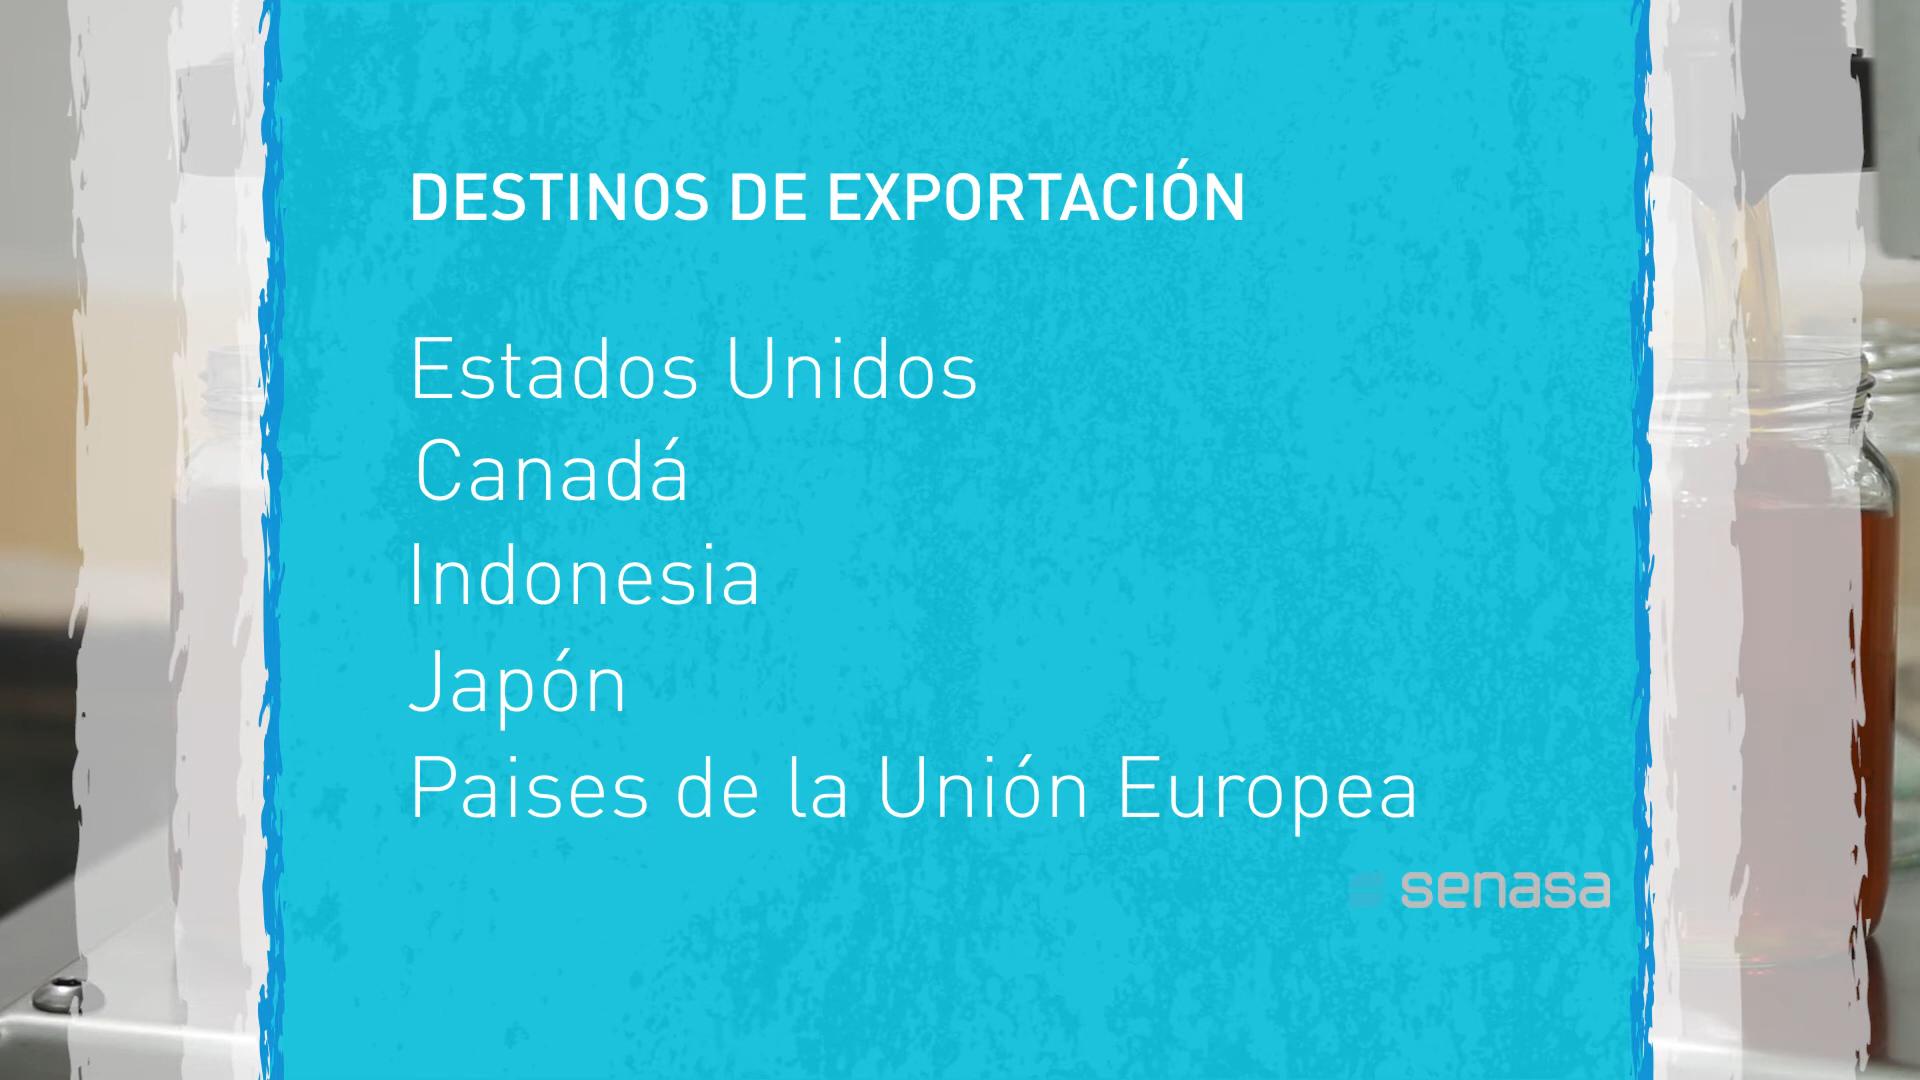 DESTINOS DE EXPORTACIÓN
Estados Unidos
Canadá
Indonesia
Japón
Paises de la Unión Europea
senasa